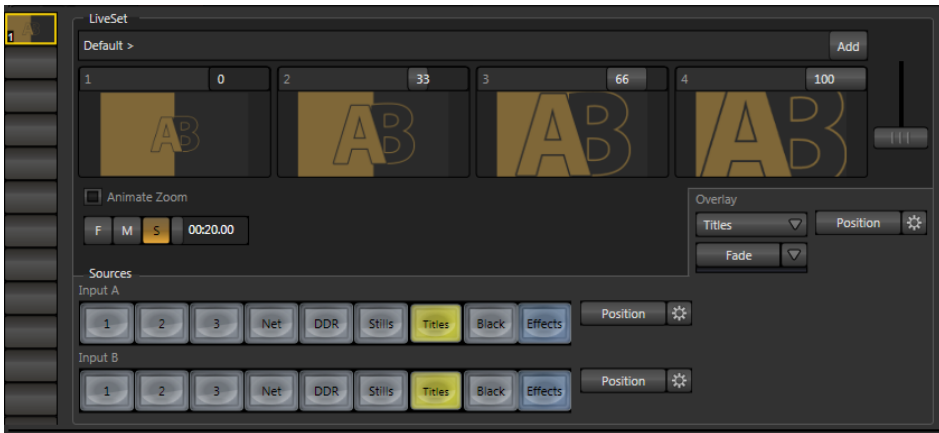 1
LiveSet
Default >
Add
1 0 2 33 3 66 4 100
AB AB AB AB
Animate Zoom
F M S 00:20.00
Overlay
Titles Position
Fade
Sources
Input A
1 2 3 Net DDR Stills Titles Black Effects Position
Input B
1 2 3 Net DDR Stills Titles Black Effects Position